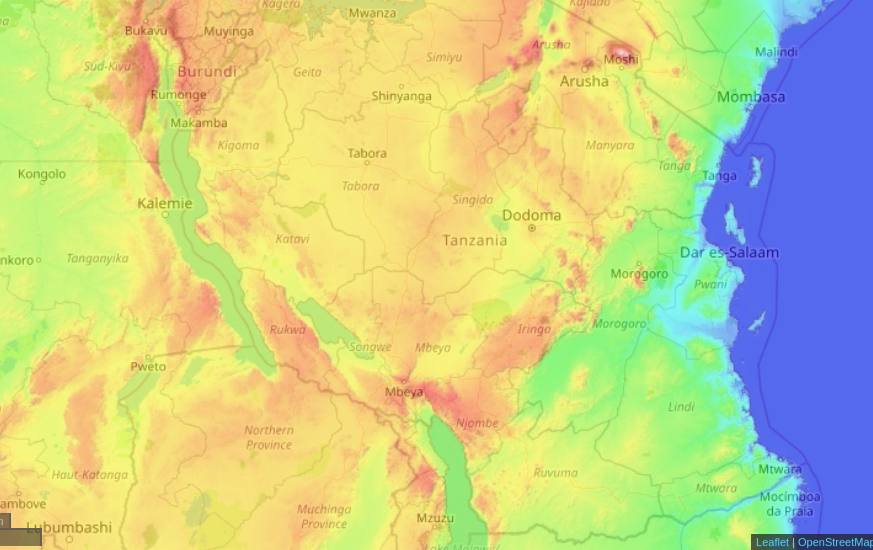 Kagera
Mwanza
Kajiado
Bukavu
Muyinga
Arusha
Malindi
Simiyu
Moshi
Sud-Kivu
Burundi
Geita
Arusha
Rumonge
Shinyanga
Mombasa
Makamba
Kigoma
Tabora
Manyara
Tanga
Kongolo
Tabora
Tanga
Kalemie
Singida
Dodoma
Katavi
Tanzania
Dar es-Salaam
nkoro
Tanganyika
Morogoro
Pwani
Rukwa
Iringa
Morogoro
Songwe
Mbeya
Pweto
Mbeya
Lindi
Njombe
Northern
Province
Mtwara
Haut-Katanga
Ruvuma
Mtwara
Mocímboa
da Praia
ambove
Muchinga
Province
Mzuzu
Lubumbashi
Lake Malawi
Leaflet | OpenStreetMap